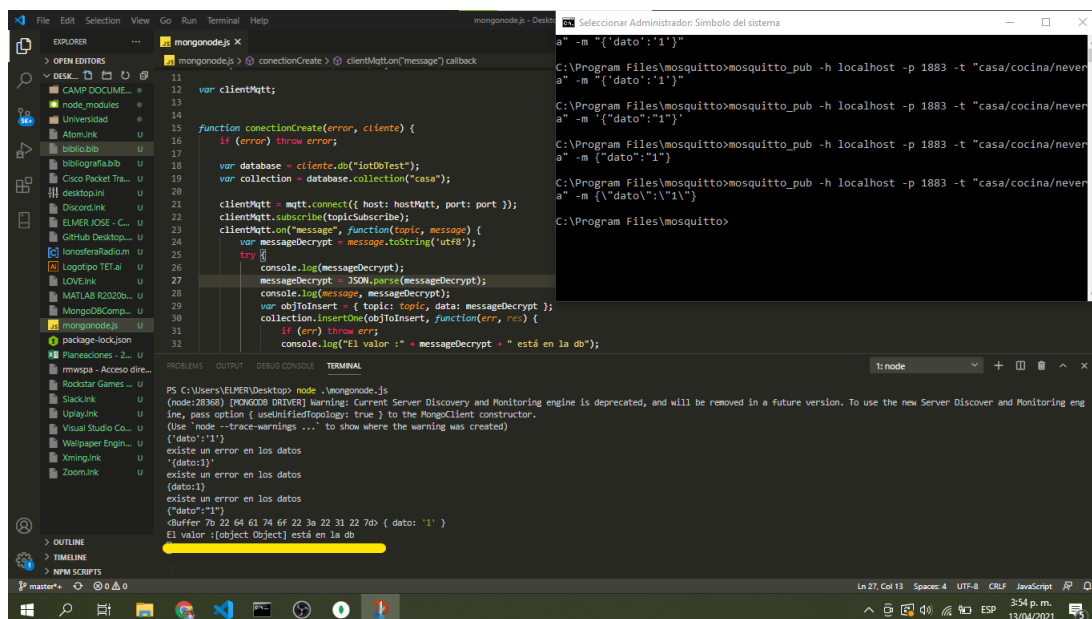 File Edit Selection View Go Run Terminal Help
mongonode.js - Deskto
EXPLORER
OPEN EDITORS
DESK...
CAMP DOCUME...
node_modules
Universidad
Atom.lnk U
biblio.bib U
bibliografia.bib U
Cisco Packet Tra... U
desktop.ini U
Discord.lnk U
ELMER JOSE - C... U
GitHub Desktop.... U
IonosferaRadio.m U
Logotipo TET.ai U
LOVE.lnk U
MATLAB R2020b... U
MongoDBComp... U
mongonode.js U
package-lock.json
Planeaciones - 2... U
rmwspa - Acceso dire...
Rockstar Games ... U
Slack.lnk U
Uplay.lnk U
Visual Studio Co... U
Wallpaper Engin... U
Xming.lnk U
Zoom.lnk U
OUTLINE
TIMELINE
NPM SCRIPTS
mongonode.js
mongonode.js > conectionCreate > clientMqtt.on("message") callback
11
12 var clientMqtt;
13
14
15 function conectionCreate(error, cliente) {
16 if (error) throw error;
17
18 var database = cliente.db("iotDbTest");
19 var collection = database.collection("casa");
20
21 clientMqtt = mqtt.connect({ host: hostMqtt, port: port });
22 clientMqtt.subscribe(topicSubscribe);
23 clientMqtt.on("message", function(topic, message) {
24 var messageDecrypt = message.toString('utf8');
25 try {
26 console.log(messageDecrypt);
27 messageDecrypt = JSON.parse(messageDecrypt);
28 console.log(message, messageDecrypt);
29 var objToInsert = { topic: topic, data: messageDecrypt };
30 collection.insertOne(objToInsert, function(err, res) {
31 if (err) throw err;
32 console.log("El valor :" + messageDecrypt + " está en la db");
Seleccionar Administrador: Símbolo del sistema
a" -m "{'dato':'1'}"
C:\Program Files\mosquitto>mosquitto_pub -h localhost -p 1883 -t "casa/cocina/never
a" -m "{'dato':'1'}"
C:\Program Files\mosquitto>mosquitto_pub -h localhost -p 1883 -t "casa/cocina/never
a" -m '{"dato":"1"}'
C:\Program Files\mosquitto>mosquitto_pub -h localhost -p 1883 -t "casa/cocina/never
a" -m {"dato":"1"}
C:\Program Files\mosquitto>mosquitto_pub -h localhost -p 1883 -t "casa/cocina/never
a" -m {\"dato\":\"1\"}
C:\Program Files\mosquitto>
PROBLEMS OUTPUT DEBUG CONSOLE TERMINAL
1: node
PS C:\Users\ELMER\Desktop> node .\mongonode.js
(node:28368) [MONGODB DRIVER] Warning: Current Server Discovery and Monitoring engine is deprecated, and will be removed in a future version. To use the new Server Discover and Monitoring eng
ine, pass option { useUnifiedTopology: true } to the MongoClient constructor.
(Use `node --trace-warnings ...` to show where the warning was created)
{'dato':'1'}
existe un error en los datos
'{dato:1}'
existe un error en los datos
{dato:1}
existe un error en los datos
{"dato":"1"}
<Buffer 7b 22 64 61 74 6f 22 3a 22 31 22 7d> { dato: '1' }
El valor :[object Object] está en la db
master*+ 0 0
Ln 27, Col 13 Spaces: 4 UTF-8 CRLF JavaScript
ESP
3:54 p. m.
13/04/2021